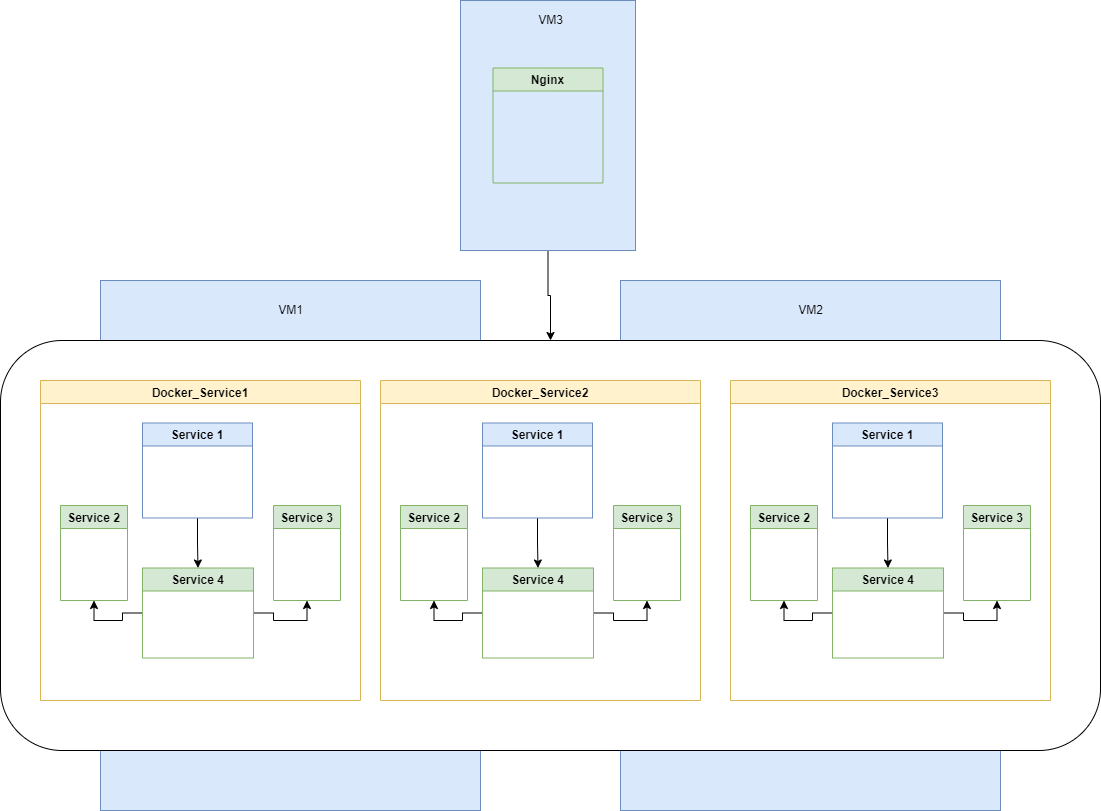 VM3
Nginx
VM1
VM2
Docker_Service1
Docker_Service2
Docker_Service3
Service 1
Service 1
Service 1
Service 2
Service 3
Service 2
Service 3
Service 2
Service 3
Service 4
Service 4
Service 4